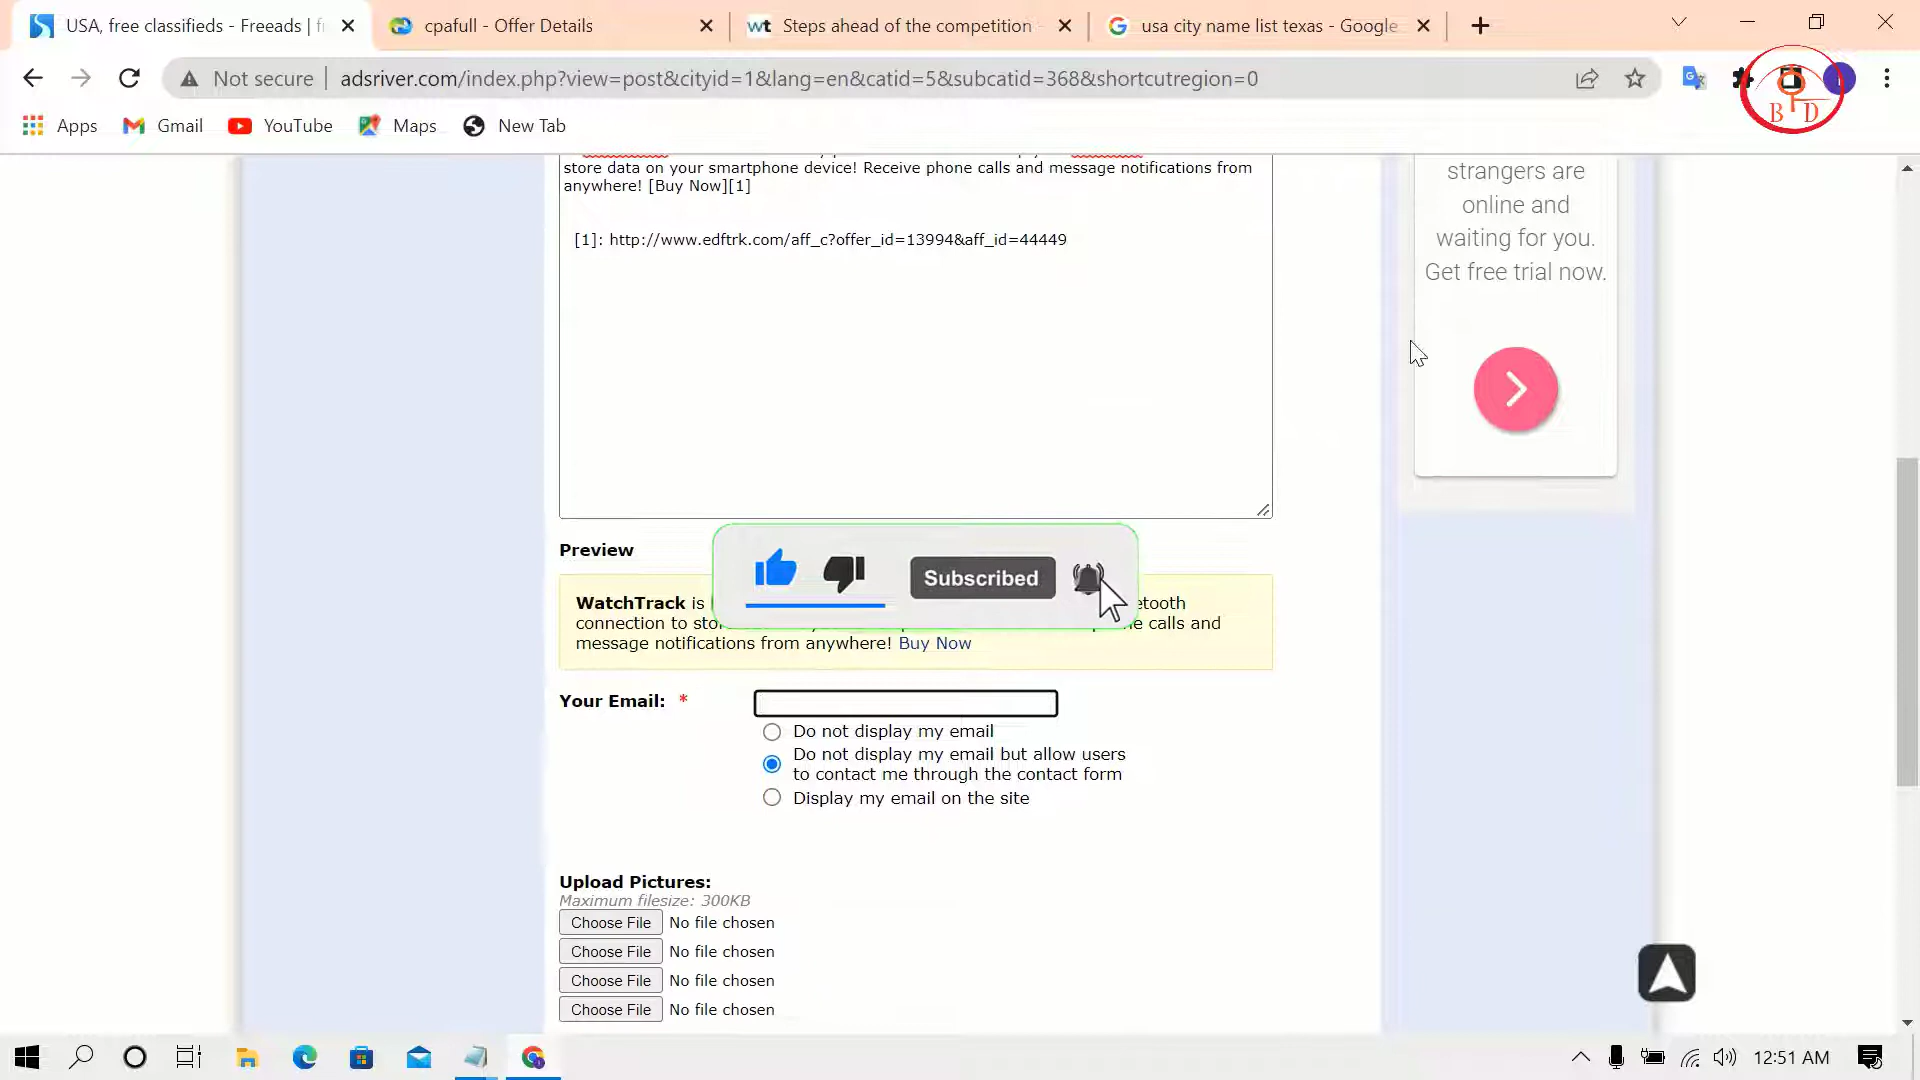 USA, free classifieds - Freeads | f
cpafull - Offer Details
wt Steps ahead of the competition -
usa city name list texas - Google
Not secure
adsriver.com/index.php?view=post&cityid=1&lang=en&catid=5&subcatid=368&shortcutregion=0
B D
Apps
Gmail
YouTube
Maps
New Tab
store data on your smartphone device! Receive phone calls and message notifications from
anywhere! [Buy Now][1]
[1]: http://www.edftrk.com/aff_c?offer_id=13994&aff_id=44449
strangers are
online and
waiting for you.
Get free trial now.
Preview
Subscribed
WatchTrack is
connection to
calls and
message notifications from anywhere! Buy Now
Your Email: *
Do not display my email
Do not display my email but allow users
to contact me through the contact form
Display my email on the site
Upload Pictures:
Maximum filesize: 300KB
Choose File No file chosen
Choose File No file chosen
Choose File No file chosen
Choose File No file chosen
12:51 AM